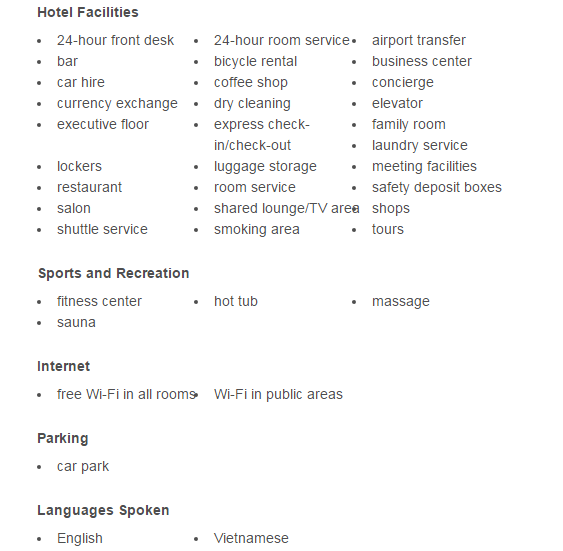 Hotel Facilities
24-hour front desk 24-hour room service airport transfer
bar bicycle rental business center
car hire coffee shop concierge
currency exchange dry cleaning elevator
executive floor express check- family room
in/check-out laundry service
lockers luggage storage meeting facilities
restaurant room service safety deposit boxes
salon shared lounge/TV area shops
shuttle service smoking area tours
Sports and Recreation
fitness center hot tub massage
sauna
Internet
free Wi-Fi in all rooms Wi-Fi in public areas
Parking
car park
Languages Spoken
English Vietnamese